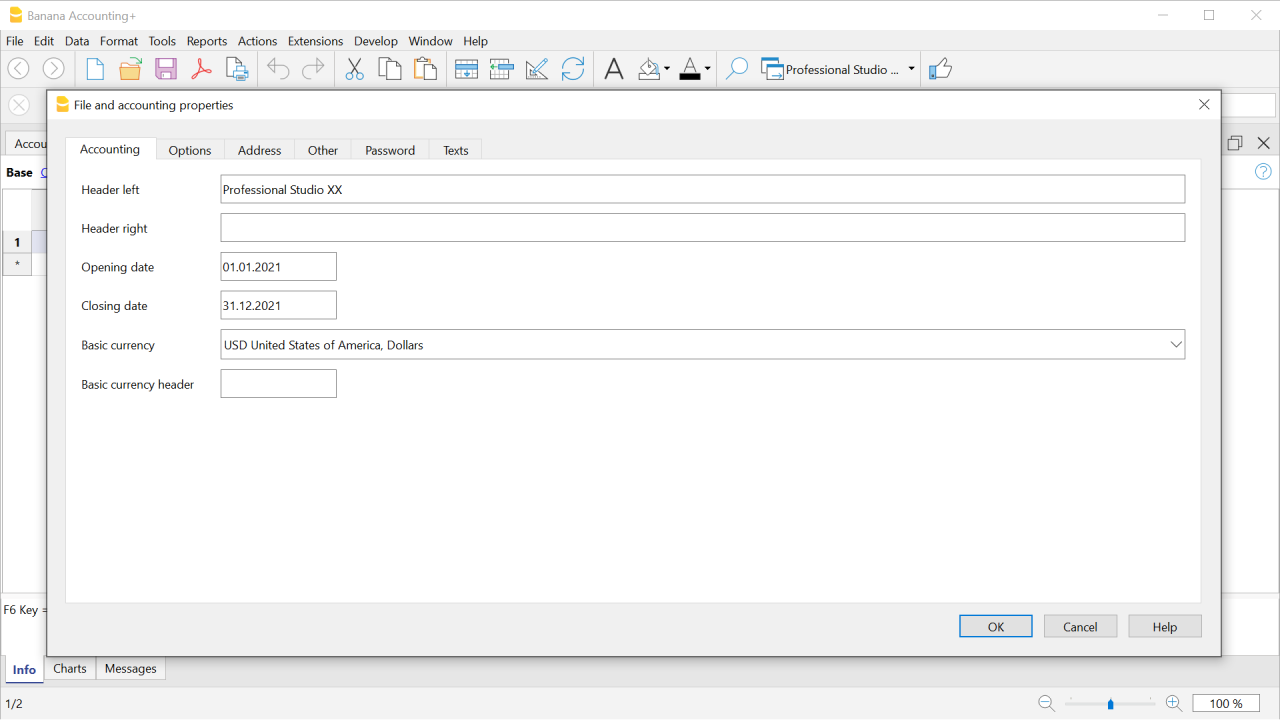 Banana Accounting+
File Edit Data Format Tools Reports Actions Extensions Develop Window Help
Professional Studio ...
File and accounting properties
Accou
Base
Accounting Options Address Other Password Texts
Header left Professional Studio XX
Header right
Opening date 01.01.2021
Closing date 31.12.2021
Basic currency USD United States of America, Dollars
Basic currency header
1
*
F6 Key =
OK Cancel Help
Info Charts Messages
1/2 100 %